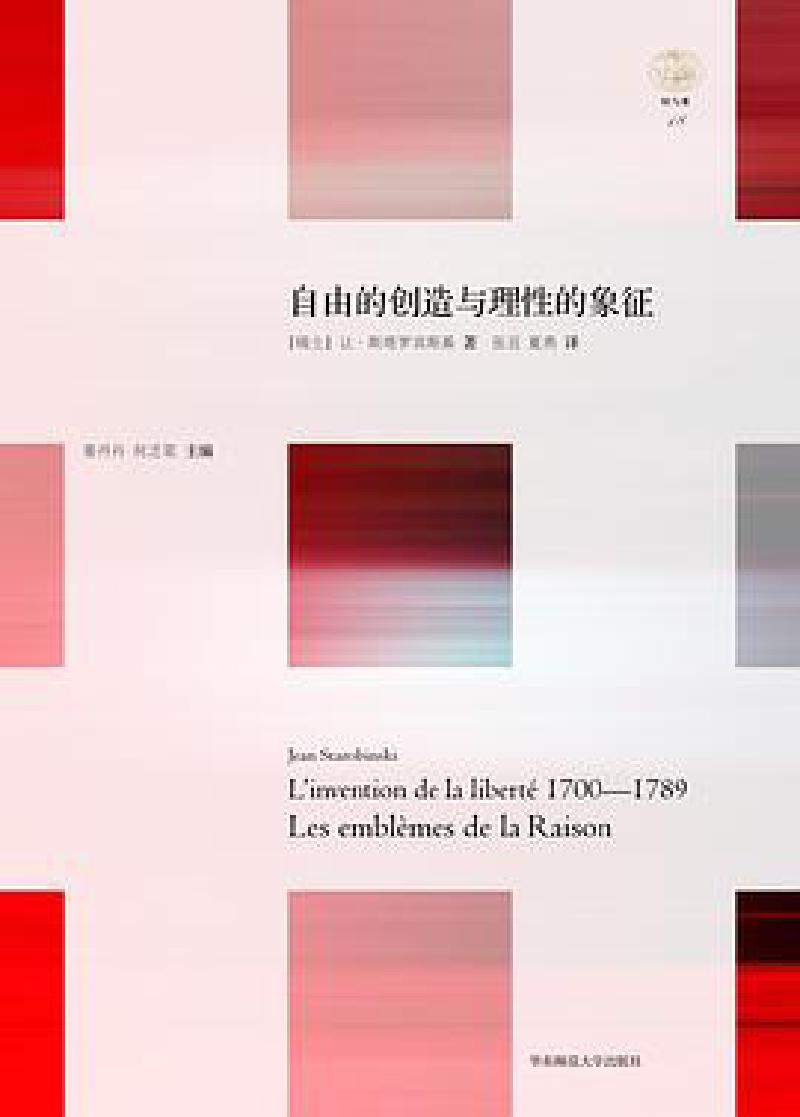 自由的创造与理性的象征
[瑞士] 让·斯塔罗宾斯基 著 张亘 夏燕 译
主编
Jean Starobinski
L'invention de la liberté 1700—1789
Les emblèmes de la Raison
华东师范大学出版社